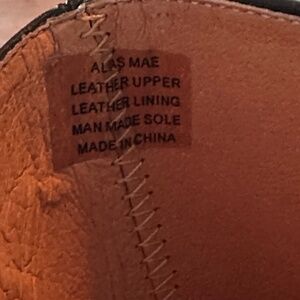 ALAS MAE
LEATHER UPPER
LEATHER LINING
MAN MADE SOLE
MADE IN CHINA